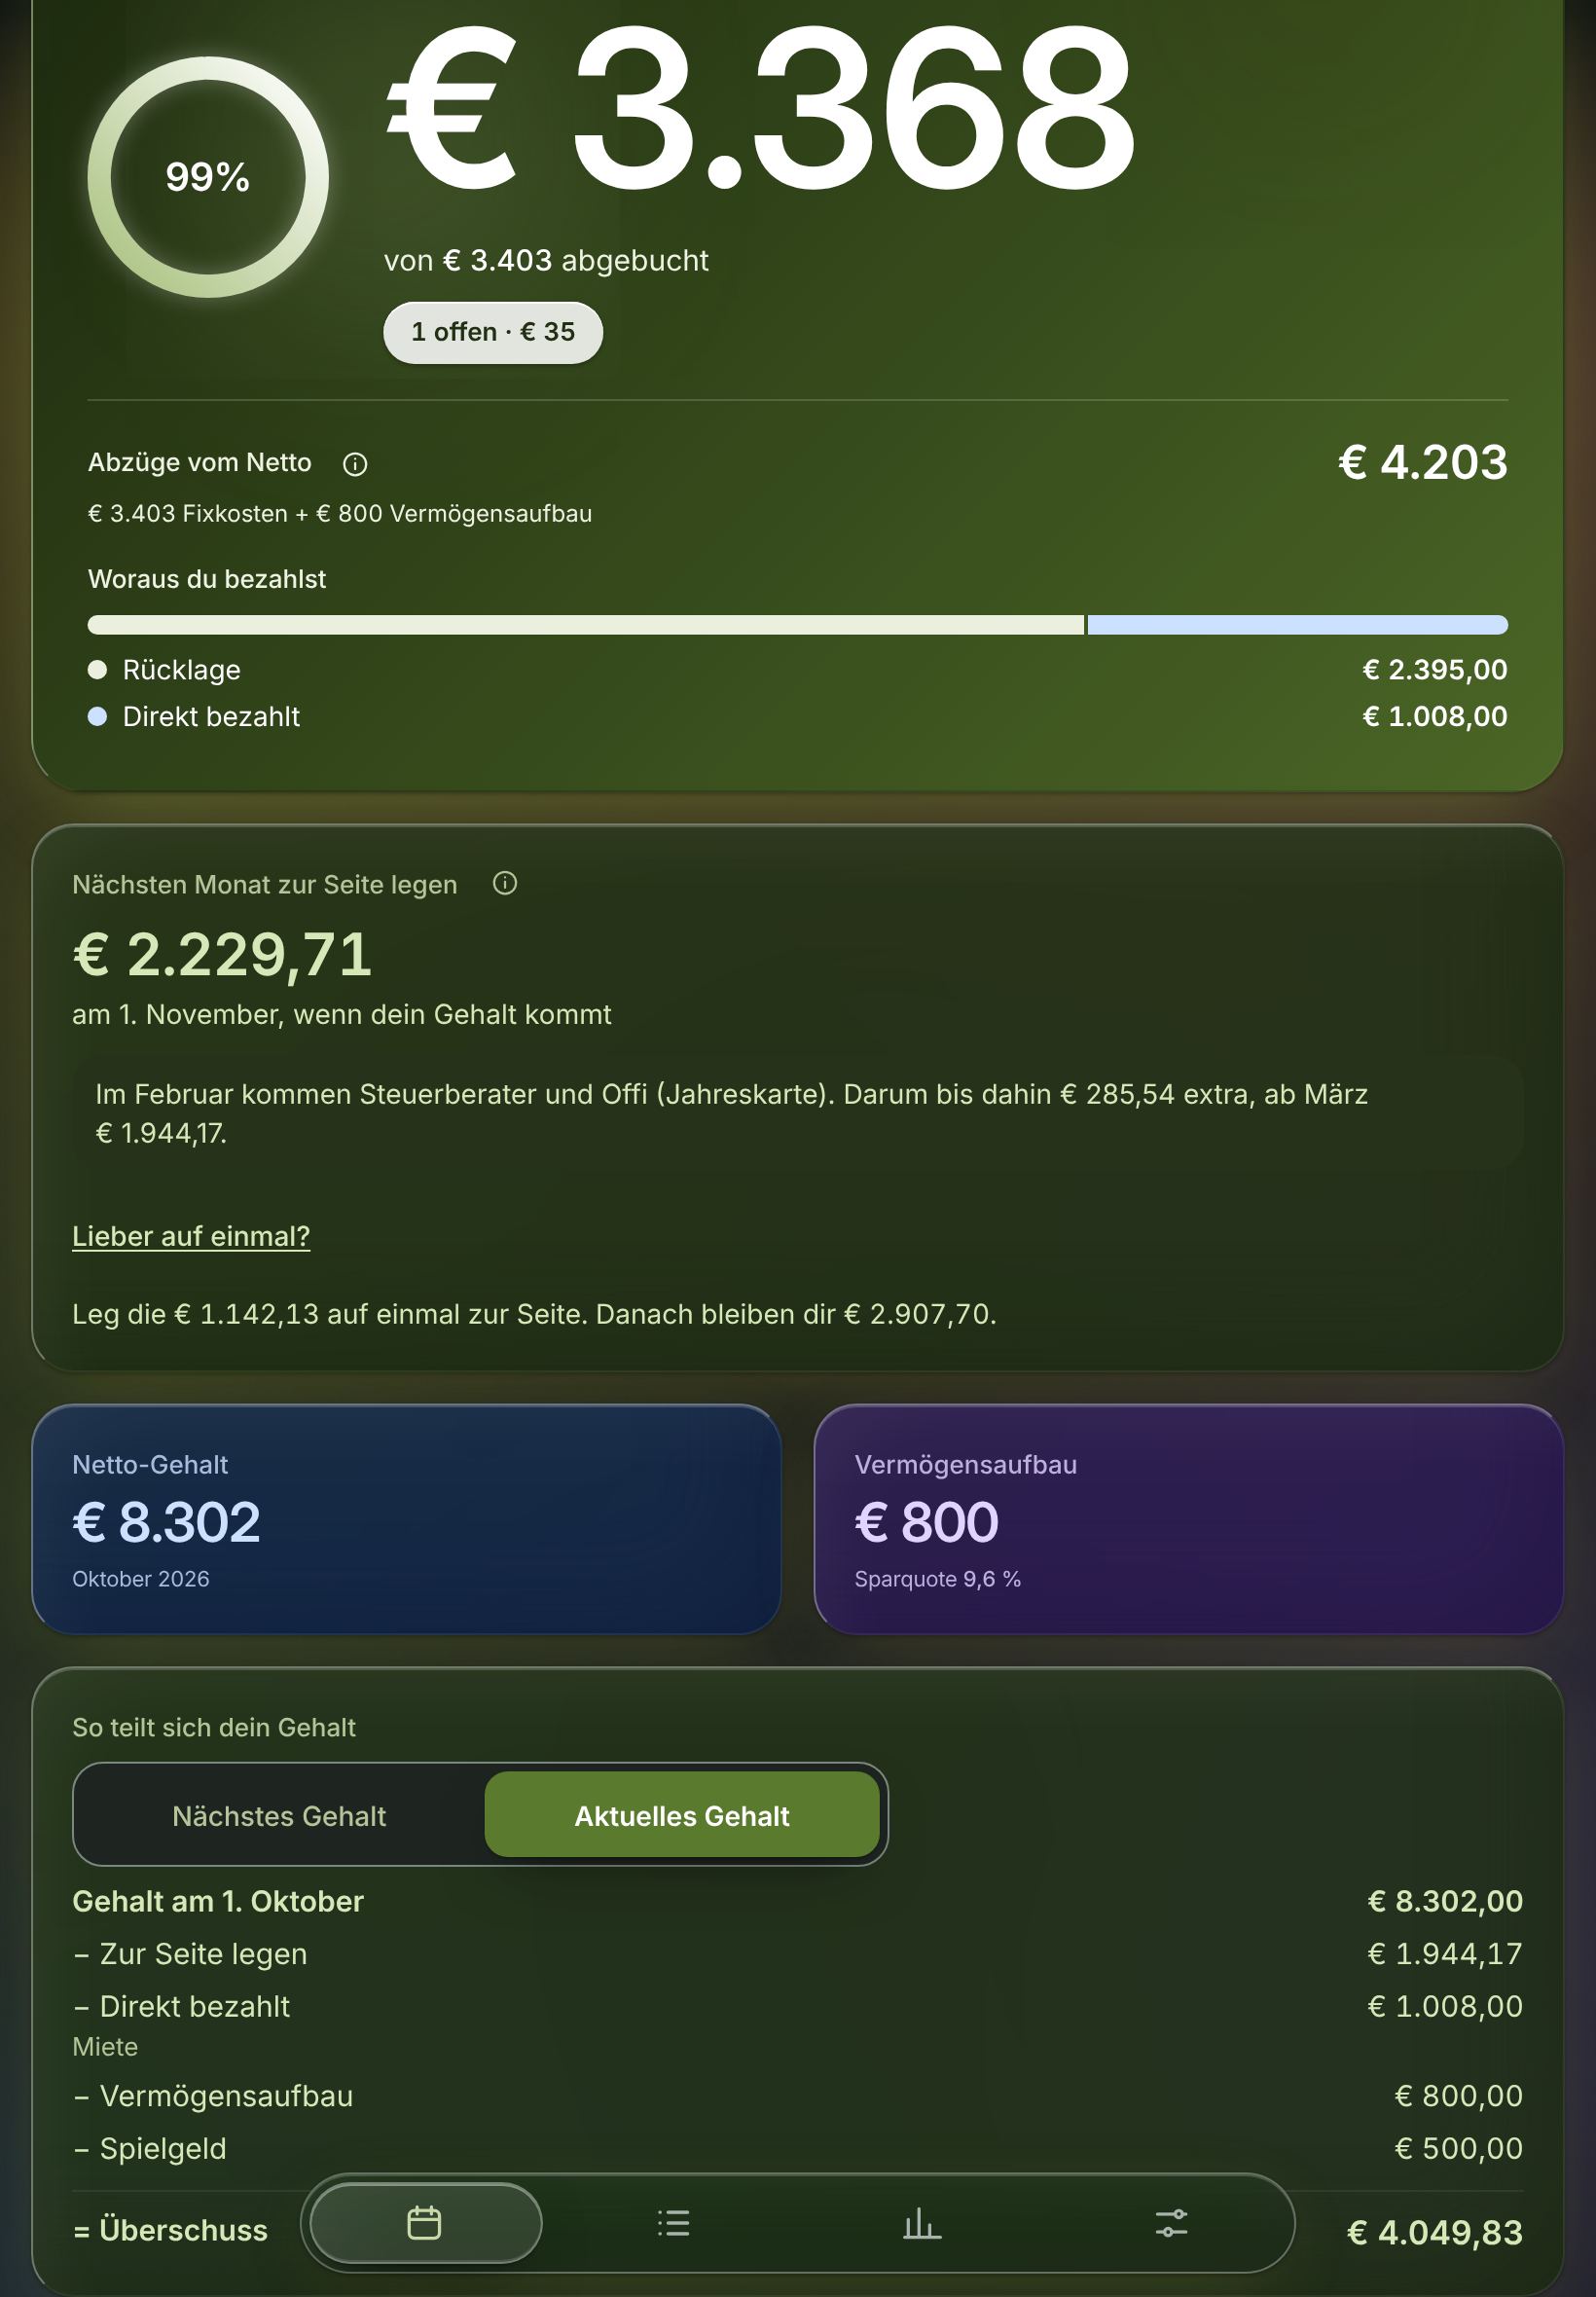 € 3.368
99%
von € 3.403 abgebucht
1 offen · € 35
Abzüge vom Netto
€ 4.203
€ 3.403 Fixkosten + € 800 Vermögensaufbau
Woraus du bezahlst
Rücklage € 2.395,00
Direkt bezahlt € 1.008,00
Nächsten Monat zur Seite legen
€ 2.229,71
am 1. November, wenn dein Gehalt kommt
Im Februar kommen Steuerberater und Offi (Jahreskarte). Darum bis dahin € 285,54 extra, ab März
€ 1.944,17.
Lieber auf einmal?
Leg die € 1.142,13 auf einmal zur Seite. Danach bleiben dir € 2.907,70.
Netto-Gehalt
€ 8.302
Oktober 2026
Vermögensaufbau
€ 800
Sparquote 9,6 %
So teilt sich dein Gehalt
Nächstes Gehalt Aktuelles Gehalt
Gehalt am 1. Oktober € 8.302,00
– Zur Seite legen € 1.944,17
– Direkt bezahlt € 1.008,00
Miete
– Vermögensaufbau € 800,00
– Spielgeld € 500,00
= Überschuss € 4.049,83